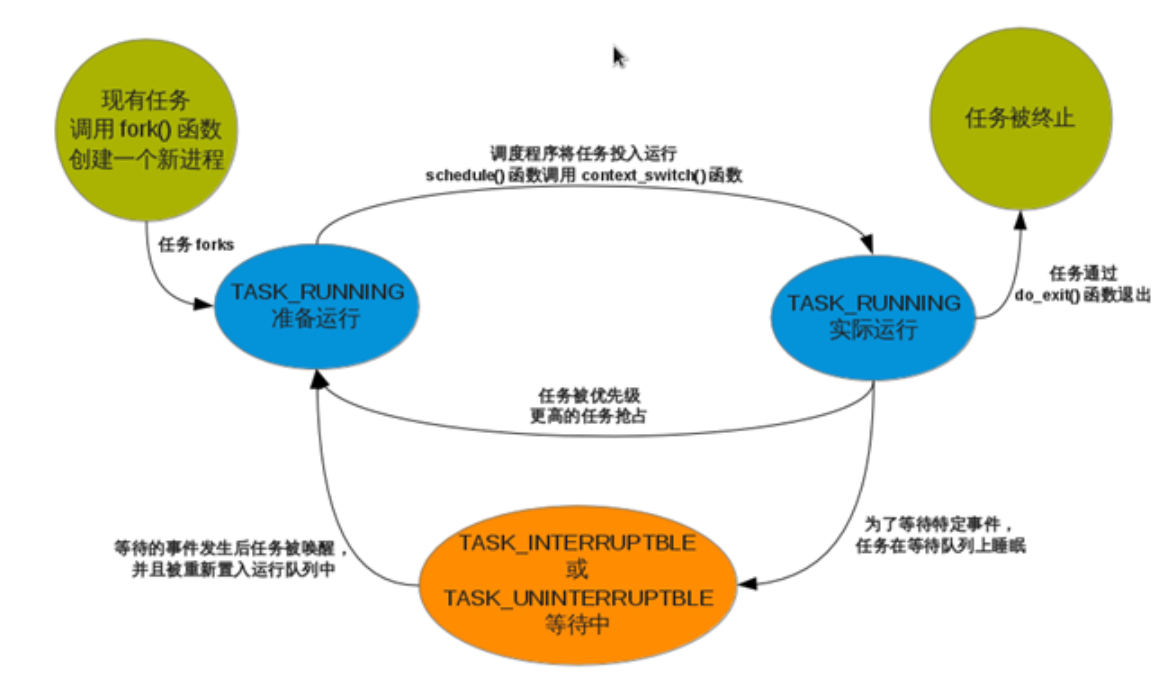 现有任务
调用 fork() 函数
创建一个新进程
任务被终止
调度程序将任务投入运行
schedule() 函数调用 context_switch() 函数
任务 forks
TASK_RUNNING
准备运行
TASK_RUNNING
实际运行
任务通过
do_exit() 函数退出
任务被优先级
更高的任务抢占
等待的事件发生后任务被唤醒，
并且被重新置入运行队列中
TASK_INTERRUPTBLE
或
TASK_UNINTERRUPTBLE
等待中
为了等待特定事件，
任务在等待队列上睡眠